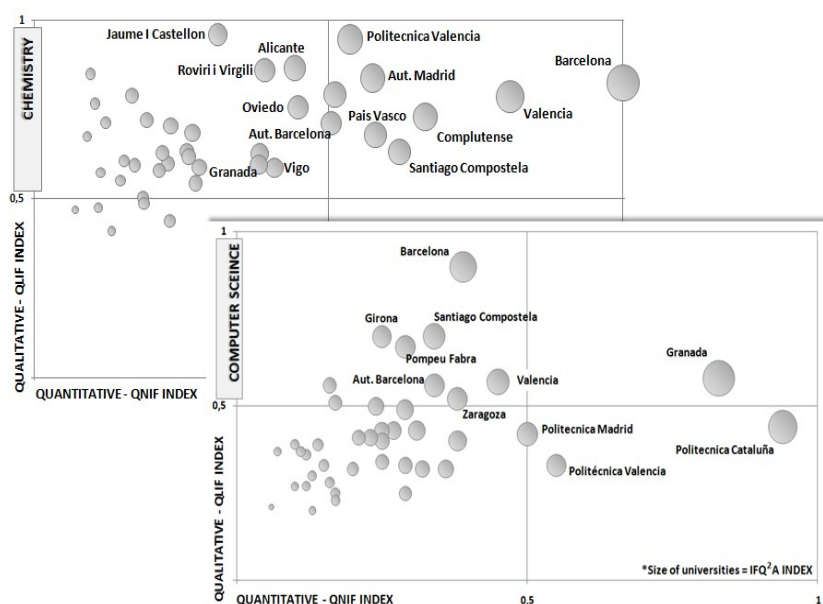 1
Jaume I Castellon
Politecnica Valencia
Alicante
Barcelona
Roviri i Virgili
Aut. Madrid
CHEMISTRY
Oviedo
Pais Vasco
Valencia
Aut. Barcelona
Complutense
Granada
Vigo
Santiago Compostela
0,5
QUALITATIVE - QLIF INDEX
QUANTITATIVE - QNIF INDEX
1
Barcelona
COMPUTER SCEINCE
Girona
Santiago Compostela
Granada
Pompeu Fabra
Aut. Barcelona
Valencia
0,5
Zaragoza
Politecnica Madrid
Politecnica Cataluña
Politécnica Valencia
QUALITATIVE - QLIF INDEX
*Size of universities = IFQ²A INDEX
QUANTITATIVE - QNIF INDEX
0.5
1